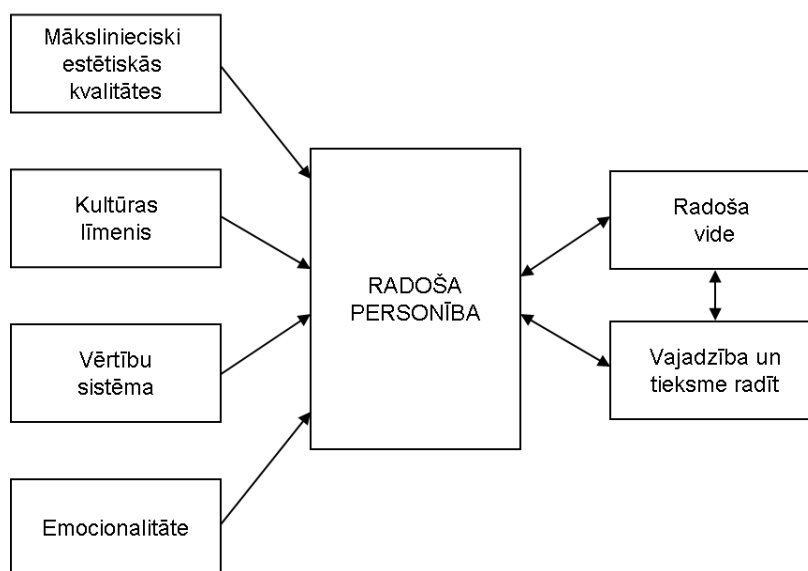 Mākslinieciski
estētiskās
kvalitātes
Kultūras
līmenis
Vērtību
sistēma
Emocionalitāte
RADOŠA
PERSONĪBA
Radoša
vide
Vajadzība un
tieksme radīt